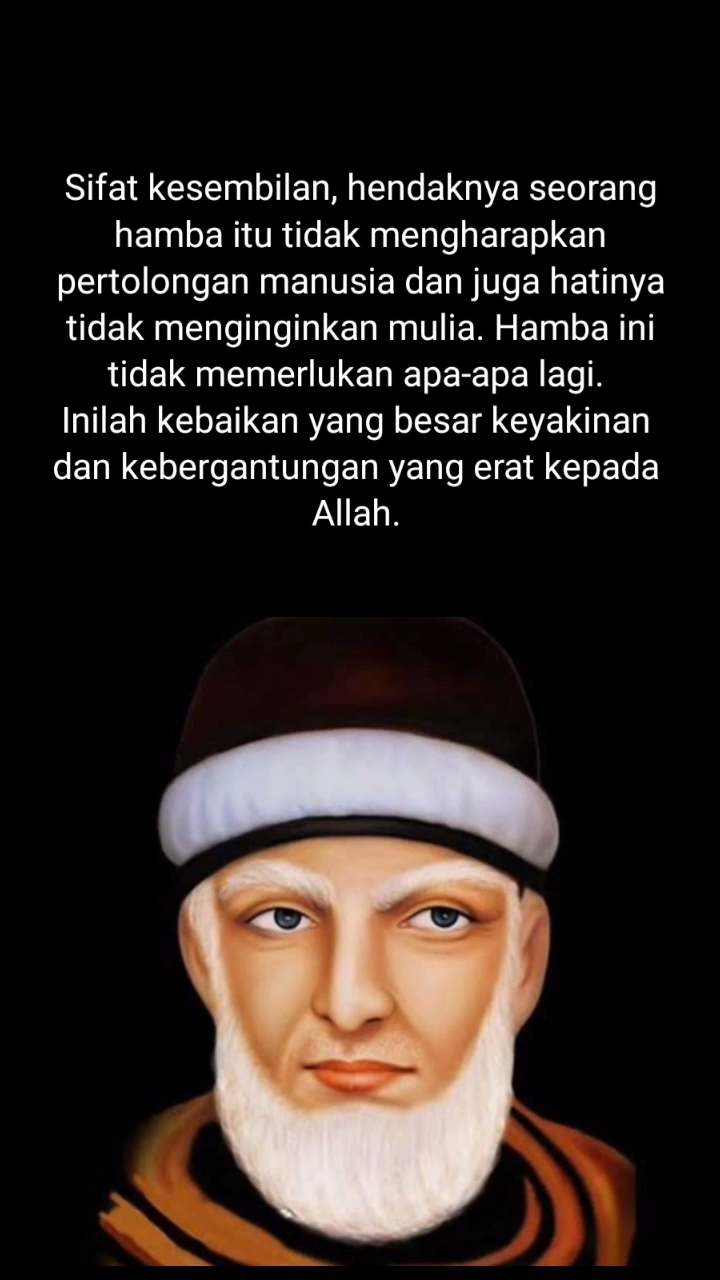 Sifat kesembilan, hendaknya seorang
hamba itu tidak mengharapkan
pertolongan manusia dan juga hatinya
tidak menginginkan mulia. Hamba ini
tidak memerlukan apa-apa lagi.
Inilah kebaikan yang besar keyakinan
dan kebergantungan yang erat kepada
Allah.